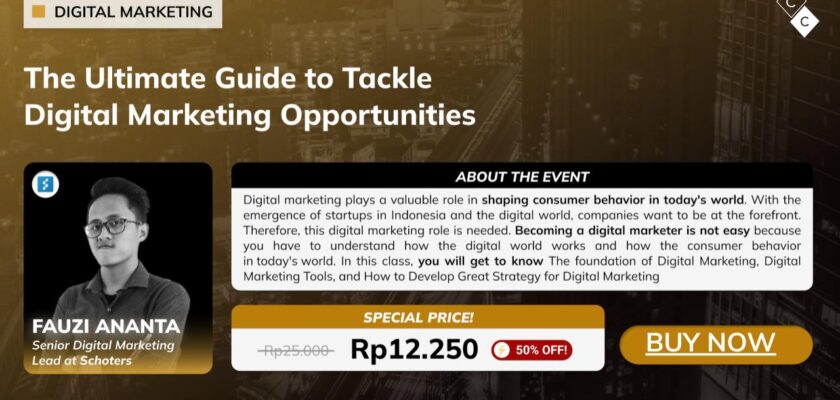 DIGITAL MARKETING
C
C
The Ultimate Guide to Tackle
Digital Marketing Opportunities
ABOUT THE EVENT
Digital marketing plays a valuable role in shaping consumer behavior in today's world. With the
emergence of startups in Indonesia and the digital world, companies want to be at the forefront.
Therefore, this digital marketing role is needed. Becoming a digital marketer is not easy because
you have to understand how the digital world works and how the consumer behavior
in today's world. In this class, you will get to know The foundation of Digital Marketing, Digital
Marketing Tools, and How to Develop Great Strategy for Digital Marketing
FAUZI ANANTA
Senior Digital Marketing
Lead at Schoters
SPECIAL PRICE!
Rp25.000 Rp12.250 50% OFF!
BUY NOW